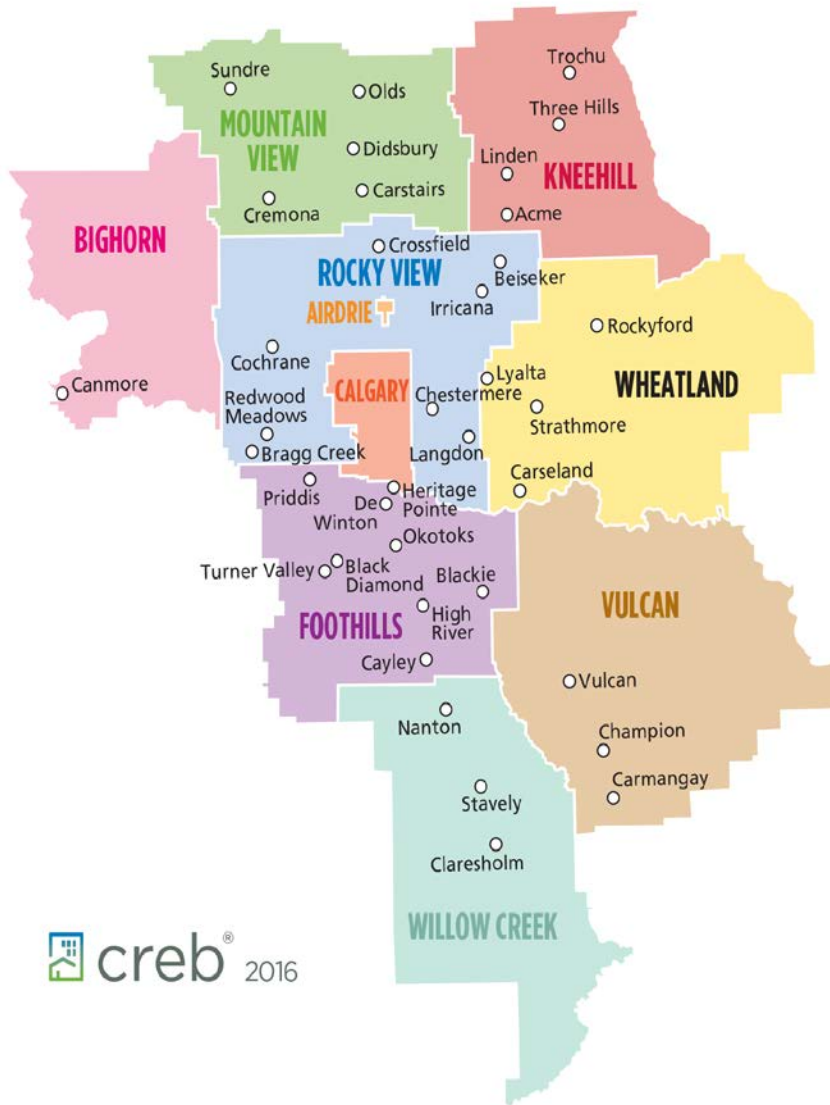 Trochu
Sundre
Olds
Three Hills
MOUNTAIN
VIEW
Didsbury
Linden
KNEEHILL
Carstairs
Cremona
Acme
BIGHORN
Crossfield
ROCKY VIEW
Beiseker
Irricana
AIRDRIE
Rockyford
Cochrane
Lyalta
WHEATLAND
Canmore
CALGARY
Chestermere
Redwood
Meadows
Strathmore
Bragg Creek
Langdon
Carseland
Priddis
Heritage
Pointe
De
Winton
Okotoks
Turner Valley
Black
Diamond
Blackie
VULCAN
FOOTHILLS
High
River
Cayley
Vulcan
Nanton
Champion
Stavely
Carmangay
Claresholm
WILLOW CREEK
creb® 2016